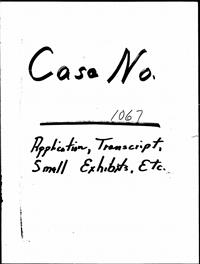 Case No.
1067
Application, Transcript,
Small Exhibits, Etc.